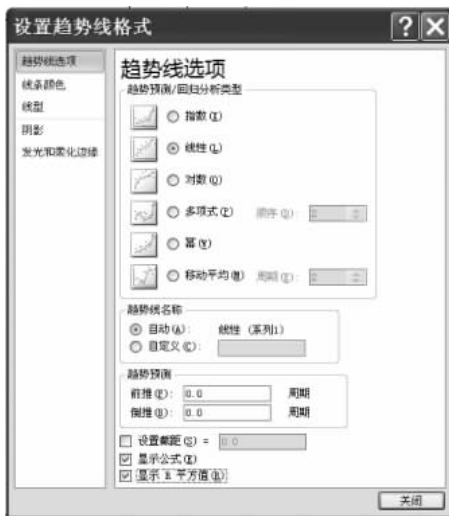 设置趋势线格式
趋势线选项
线条颜色
线型
阴影
发光和柔化边缘
趋势线选项
趋势预测/回归分析类型
指数(X)
线性(L)
对数(O)
多项式(P) 顺序(D): 2
幂(W)
移动平均(M) 周期(E): 2
趋势线名称
自动(A): 线性 (系列1)
自定义(C):
趋势预测
前推(F): 0.0 周期
倒推(B): 0.0 周期
设置截距(S) = 0.0
显示公式(E)
显示 R 平方值(R)
关闭